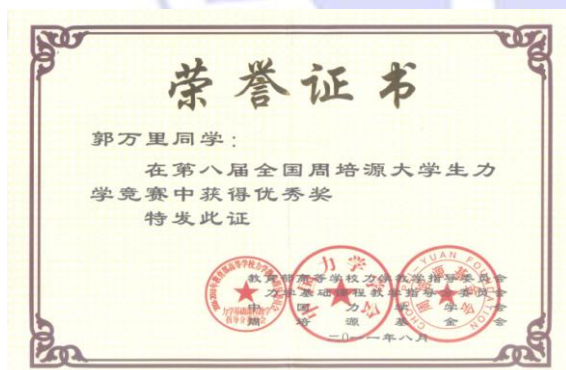 荣誉证书
郭万里同学：
在第八届全国周培源大学生力
学竞赛中获得优秀奖
特发此证
教育部高等学校力学教学指导委员会
力学基础课程教学指导分委员会
中国力学学会
周培源基金会
二〇一一年八月